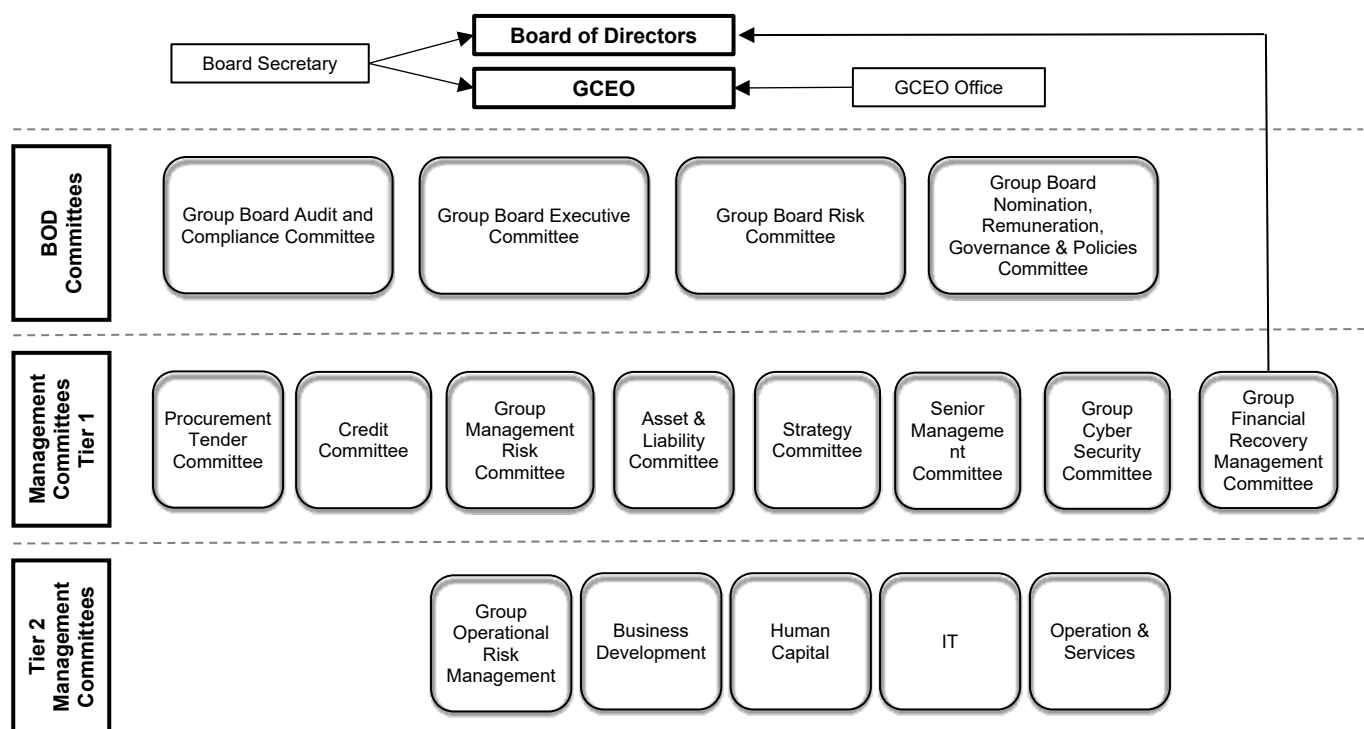 Board of Directors
Board Secretary
GCEO
GCEO Office
BOD
Committees
Group Board Audit and
Compliance Committee
Group Board Executive
Committee
Group Board Risk
Committee
Group Board
Nomination,
Remuneration,
Governance & Policies
Committee
Management
Committees
Tier 1
Procurement
Tender
Committee
Credit
Committee
Group
Management
Risk
Committee
Asset &
Liability
Committee
Strategy
Committee
Senior
Manageme
nt
Committee
Group
Cyber
Security
Committee
Group
Financial
Recovery
Management
Committee
Tier 2
Management
Committees
Group
Operational
Risk
Management
Business
Development
Human
Capital
IT
Operation &
Services